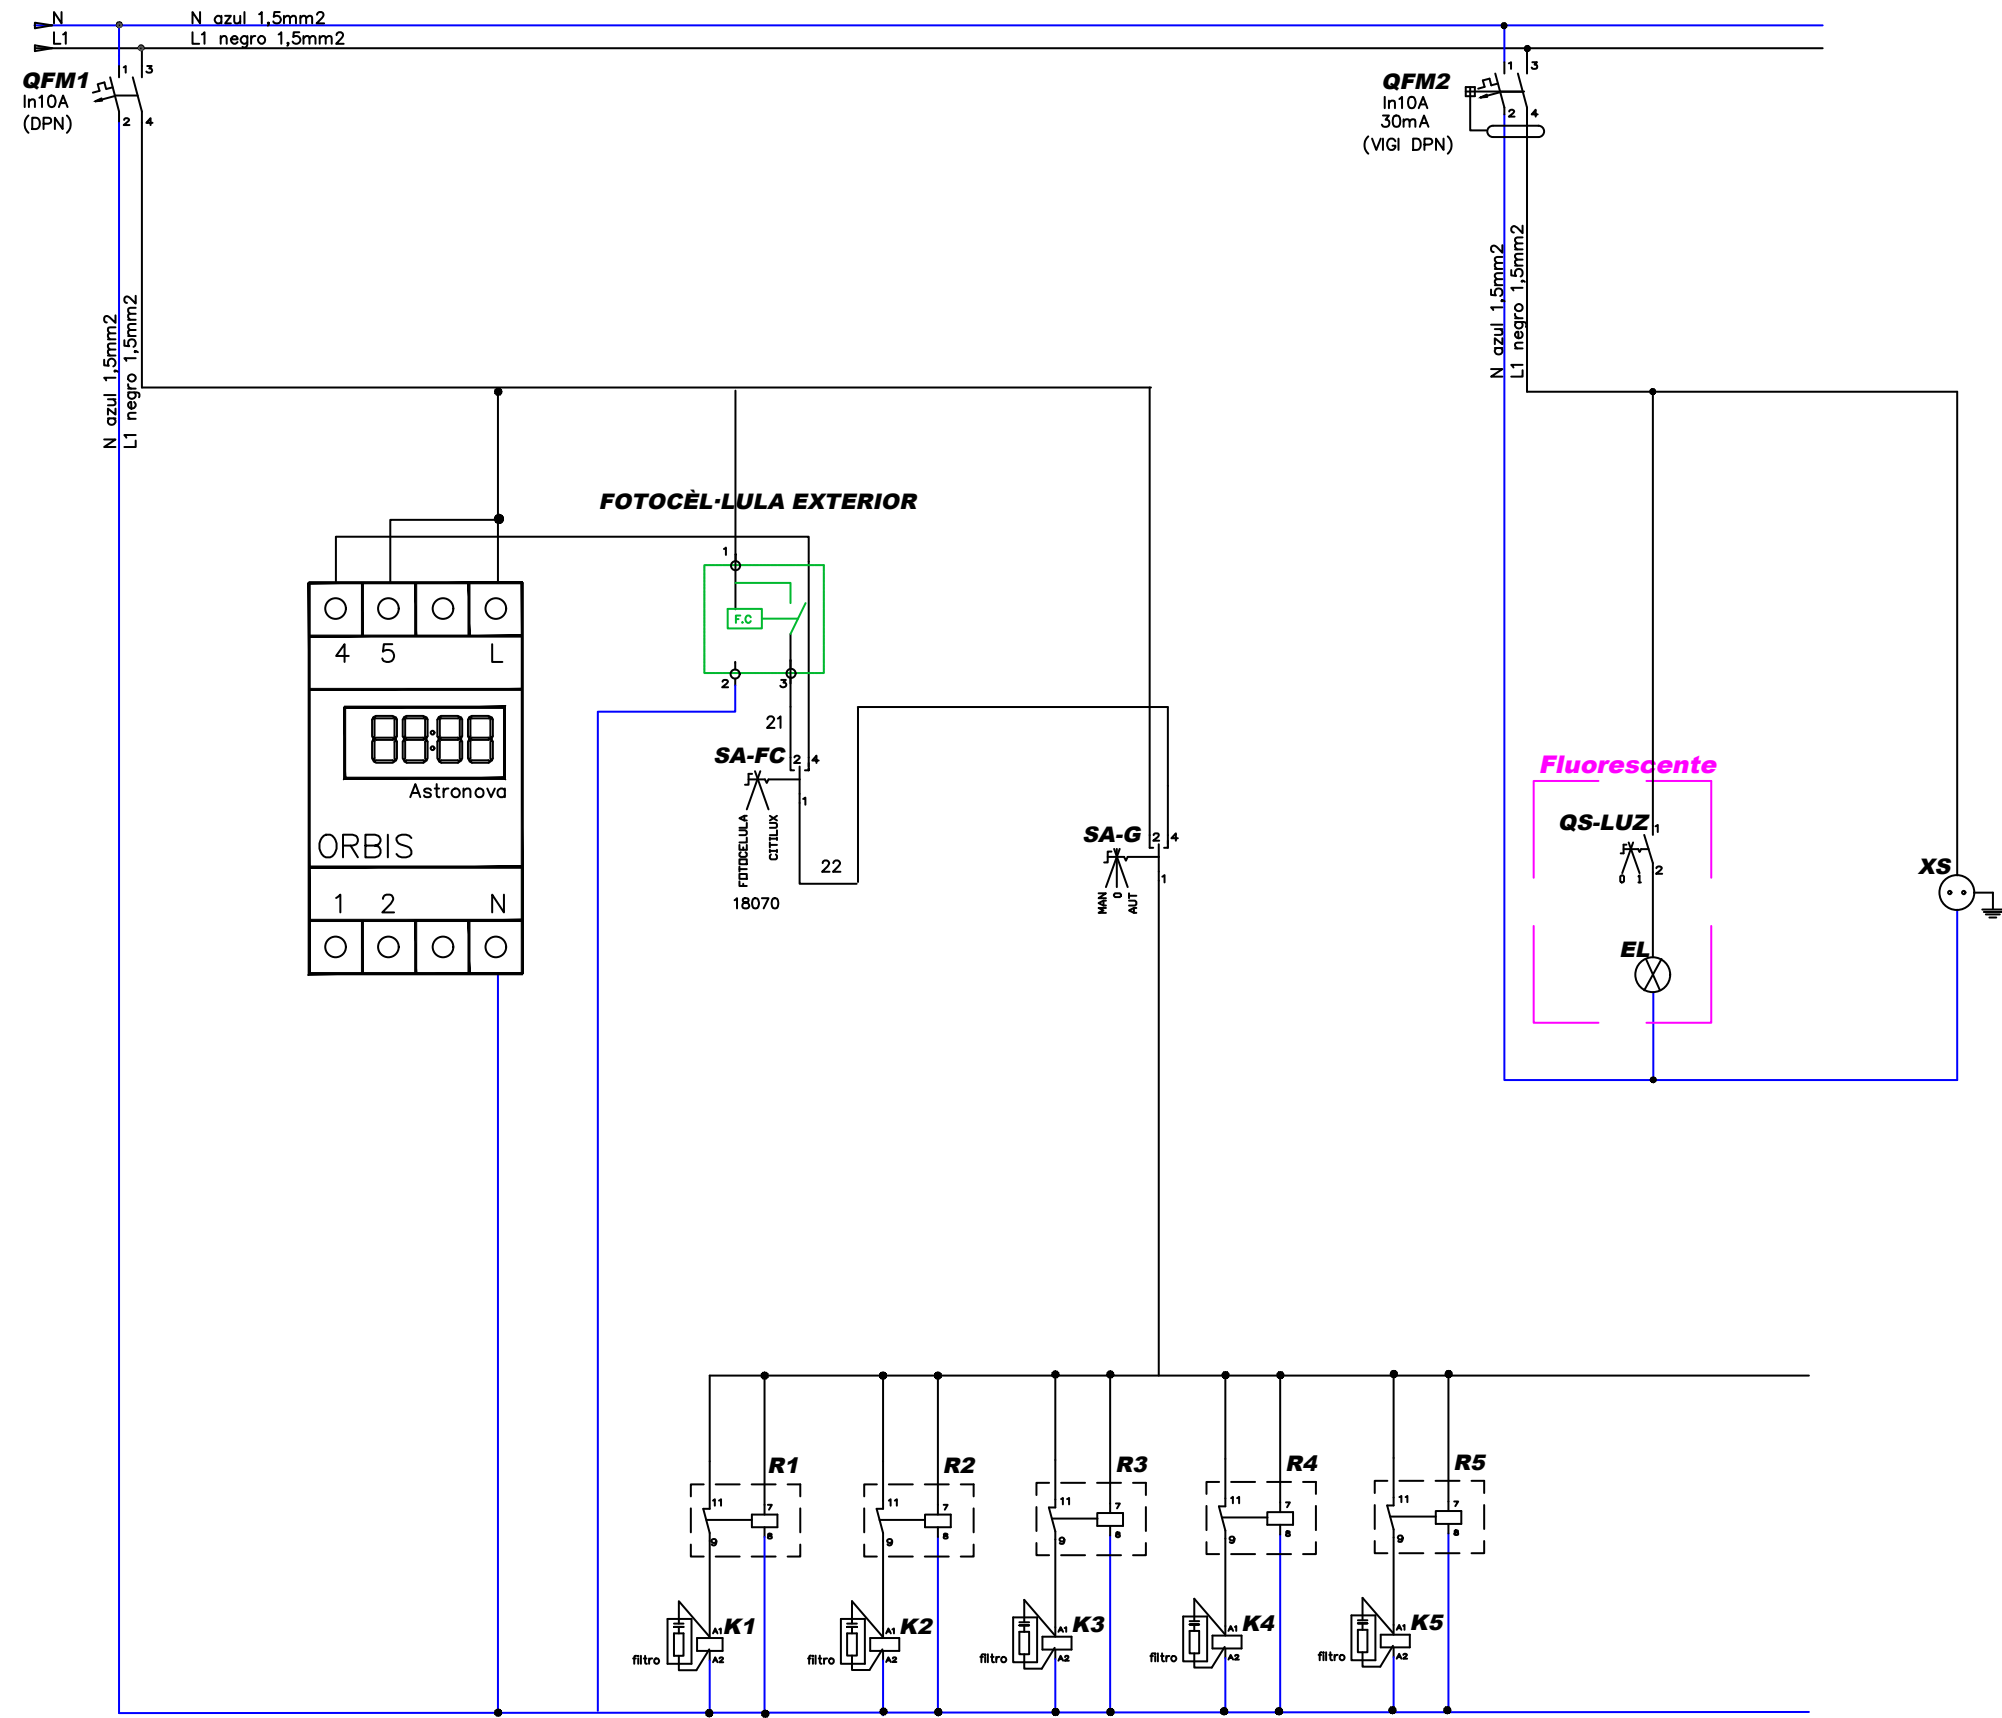 N
N azul 1,5mm2
L1
L1 negro 1,5mm2
QFM1
In10A
(DPN)
1
3
2
4
QFM2
In10A
30mA
(VIGI DPN)
1
3
2
4
N azul 1,5mm2
L1 negro 1,5mm2
N azul 1,5mm2
L1 negro 1,5mm2
FOTOCÈL·LULA EXTERIOR
1
F.C
2
3
21
4
5
L
Astronova
ORBIS
1
2
N
SA-FC
2
4
1
FOTOCELULA
CITILUX
18070
22
SA-G
2
4
1
MAN
0
AUT
Fluorescente
QS-LUZ
1
2
0
1
EL
XS
R1
11
7
9
8
R2
11
7
9
8
R3
11
7
9
8
R4
11
7
9
8
R5
11
7
9
8
filtro
A1
K1
A2
filtro
A1
K2
A2
filtro
A1
K3
A2
filtro
A1
K4
A2
filtro
A1
K5
A2